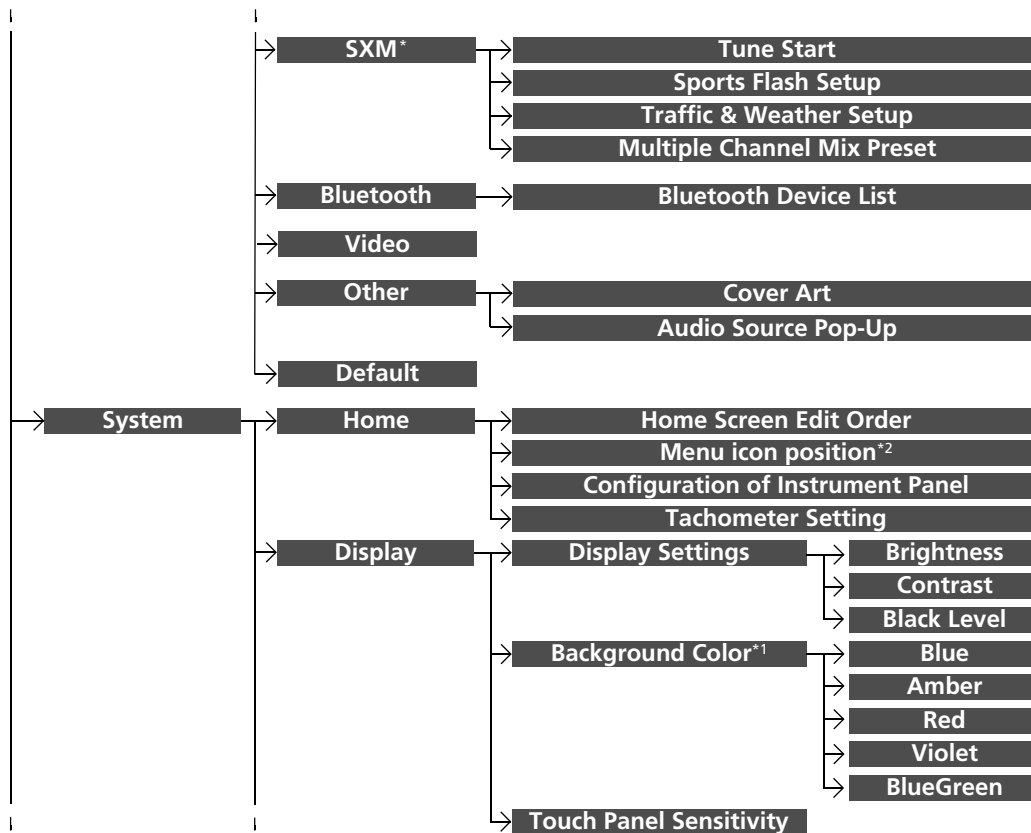 SXM*
Tune Start
Sports Flash Setup
Traffic & Weather Setup
Multiple Channel Mix Preset
Bluetooth
Bluetooth Device List
Video
Other
Cover Art
Audio Source Pop-Up
Default
System
Home
Home Screen Edit Order
Menu icon position*2
Configuration of Instrument Panel
Tachometer Setting
Display
Display Settings
Brightness
Contrast
Black Level
Background Color*1
Blue
Amber
Red
Violet
BlueGreen
Touch Panel Sensitivity